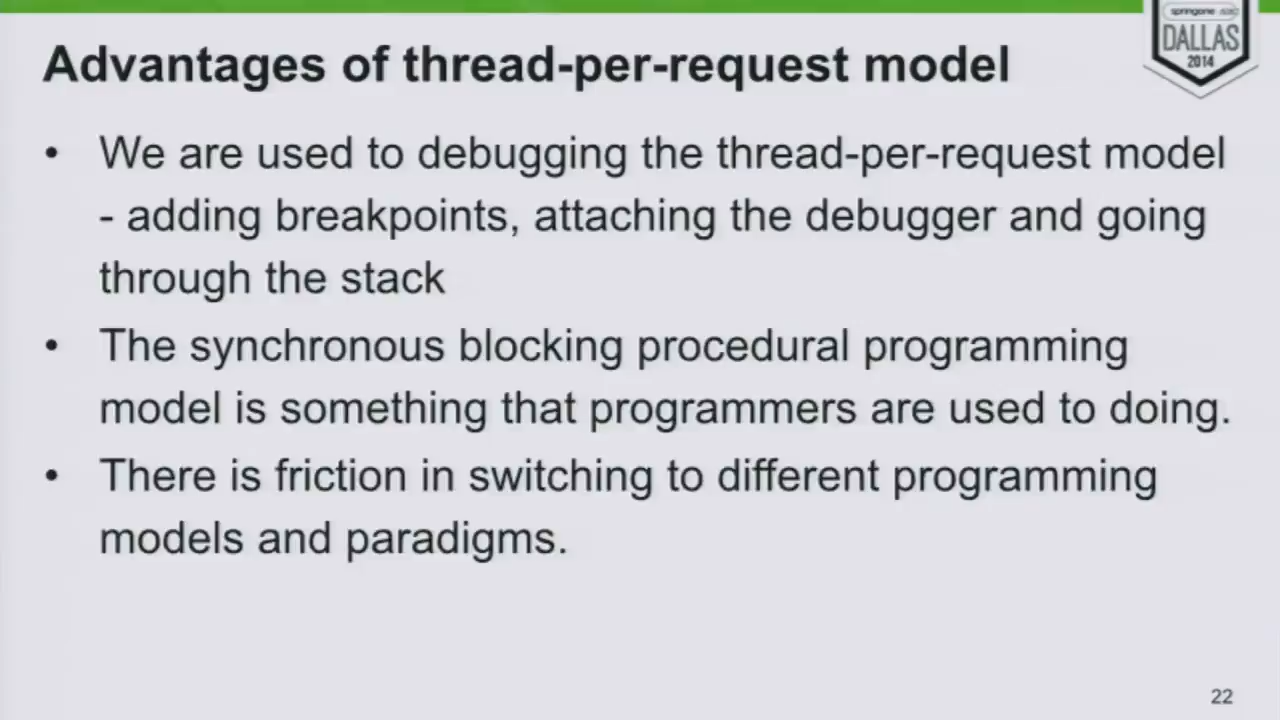 springone 2GX
DALLAS
2014
Advantages of thread-per-request model
• We are used to debugging the thread-per-request model
- adding breakpoints, attaching the debugger and going
through the stack
• The synchronous blocking procedural programming
model is something that programmers are used to doing.
• There is friction in switching to different programming
models and paradigms.
22